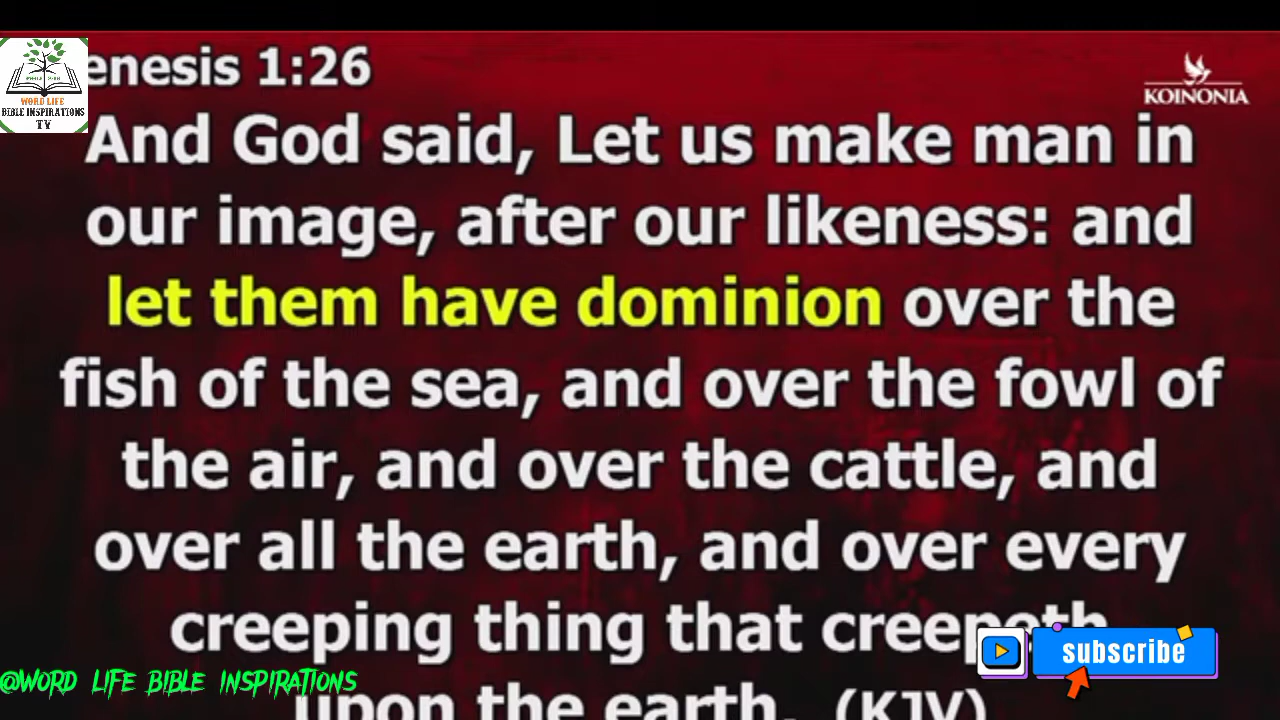 enesis 1:26
KOINONIA
WORD LIFE
BIBLE INSPIRATIONS
TV
And God said, Let us make man in
our image, after our likeness: and
let them have dominion over the
fish of the sea, and over the fowl of
the air, and over the cattle, and
over all the earth, and over every
creeping thing that creepeth
subscribe
@WORD LIFE BIBLE INSPIRATIONS
upon the earth. (KJV)